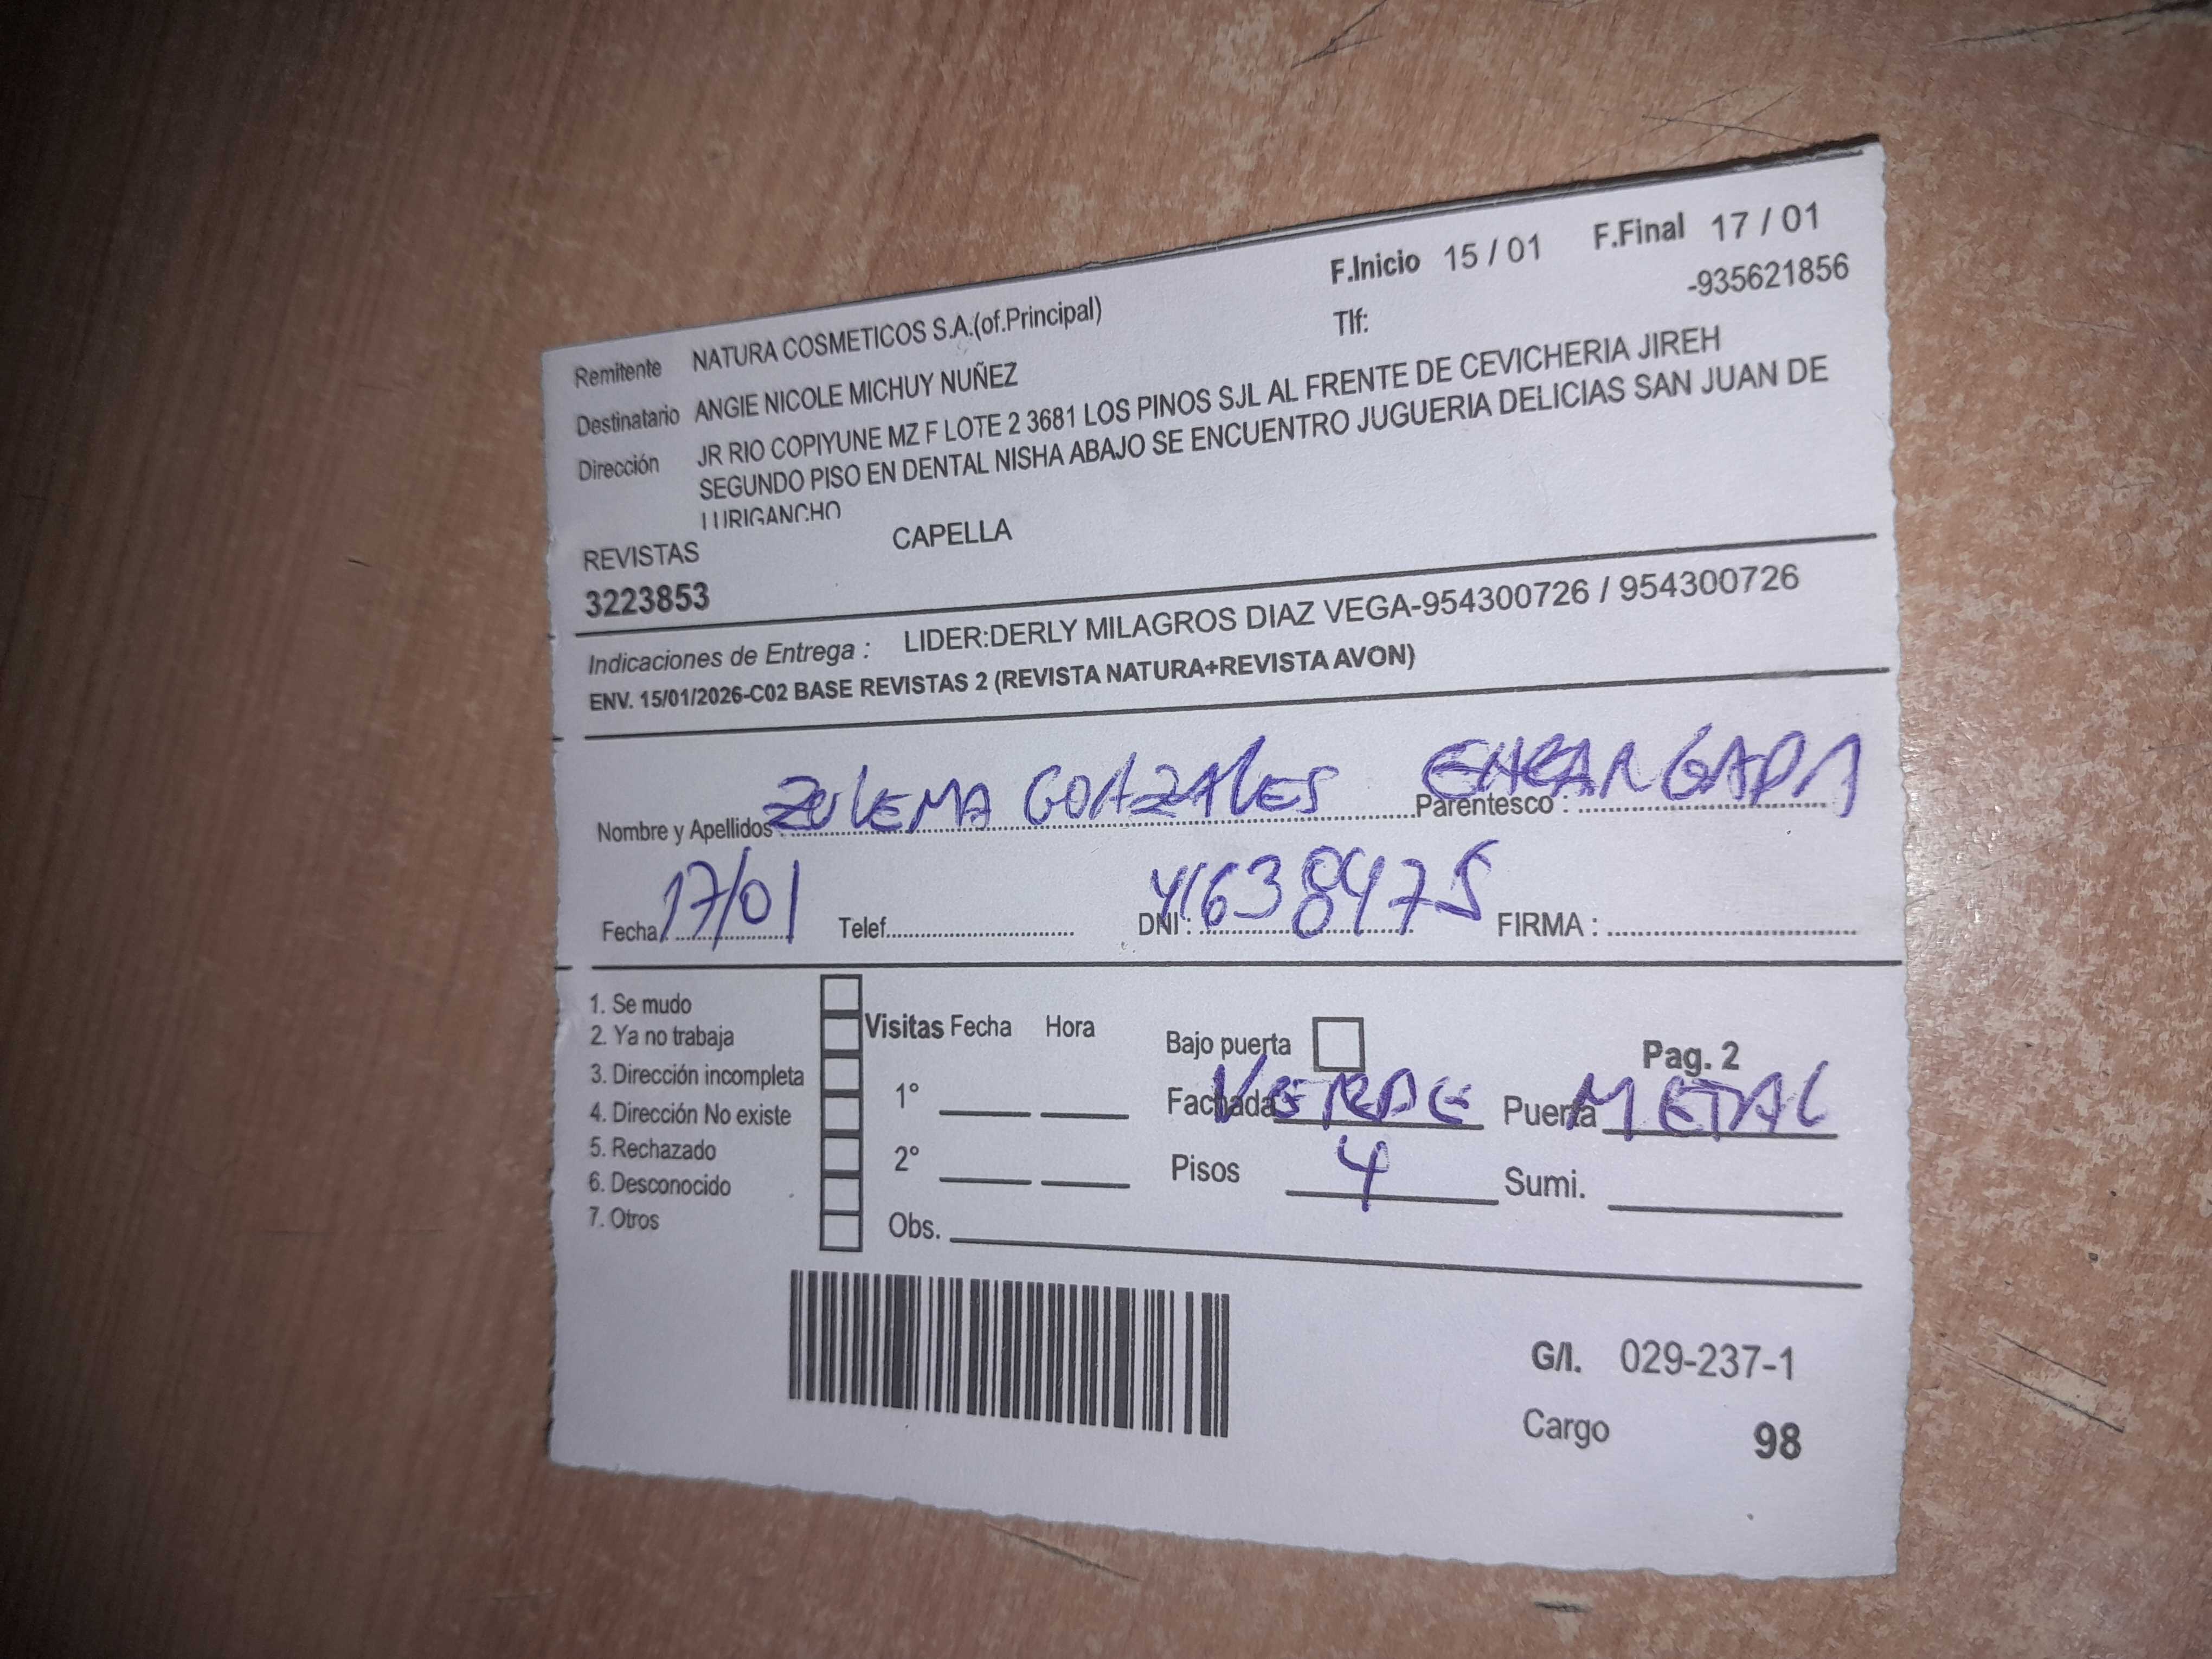 F.Inicio 15 / 01 F.Final 17 / 01
Remitente NATURA COSMETICOS S.A.(of.Principal) Tlf: -935621856
Destinatario ANGIE NICOLE MICHUY NUÑEZ
Dirección JR RIO COPIYUNE MZ F LOTE 2 3681 LOS PINOS SJL AL FRENTE DE CEVICHERIA JIREH
SEGUNDO PISO EN DENTAL NISHA ABAJO SE ENCUENTRO JUGUERIA DELICIAS SAN JUAN DE
LURIGANCHO
REVISTAS CAPELLA
3223853
Indicaciones de Entrega : LIDER:DERLY MILAGROS DIAZ VEGA-954300726 / 954300726
ENV. 15/01/2026-C02 BASE REVISTAS 2 (REVISTA NATURA+REVISTA AVON)
Nombre y Apellidos : ZULEMA GONZALES Parentesco : ENCARGADA
Fecha : 17/01 Telef. DNI : 41638475 FIRMA :
1. Se mudo
2. Ya no trabaja
3. Dirección incompleta
4. Dirección No existe
5. Rechazado
6. Desconocido
7. Otros
Visitas Fecha Hora
1°
2°
Obs.
Bajo puerta Pag. 2
Fachada VERDE Puerta METAL
Pisos 4 Sumi.
G/I. 029-237-1
Cargo 98